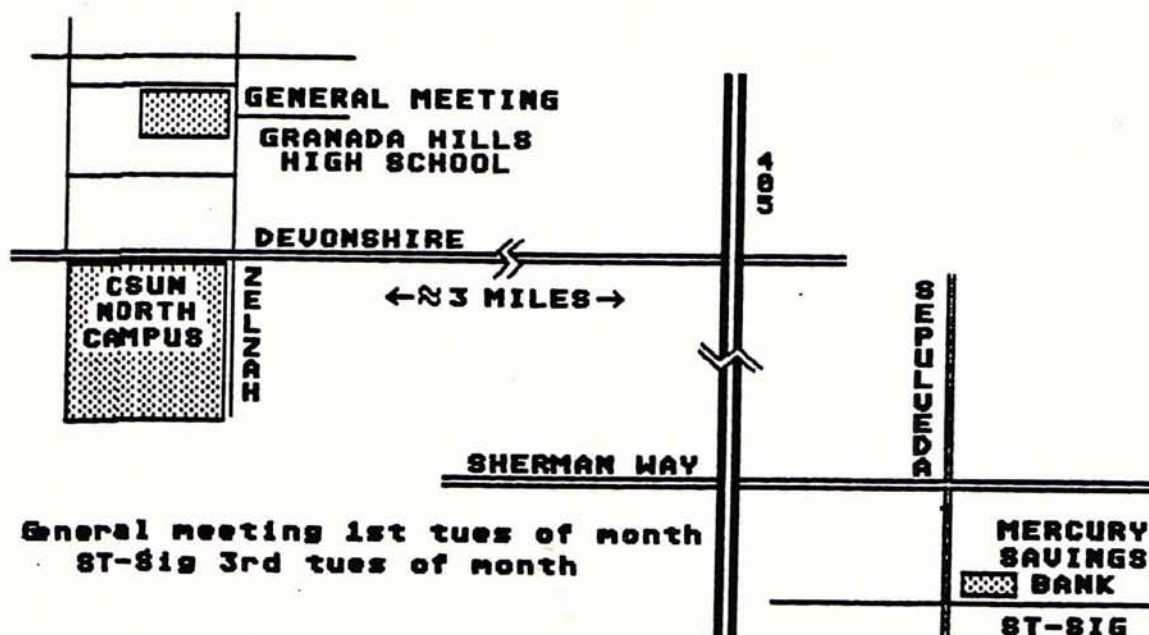 GENERAL MEETING
GRANADA HILLS
HIGH SCHOOL
405
DEVONSHIRE
CSUN
NORTH
CAMPUS
ZELZAH
←≈3 MILES→
SEPULVEDA
SHERMAN WAY
General meeting 1st tues of month
ST-Sig 3rd tues of month
MERCURY
SAVINGS
BANK
ST-SIG